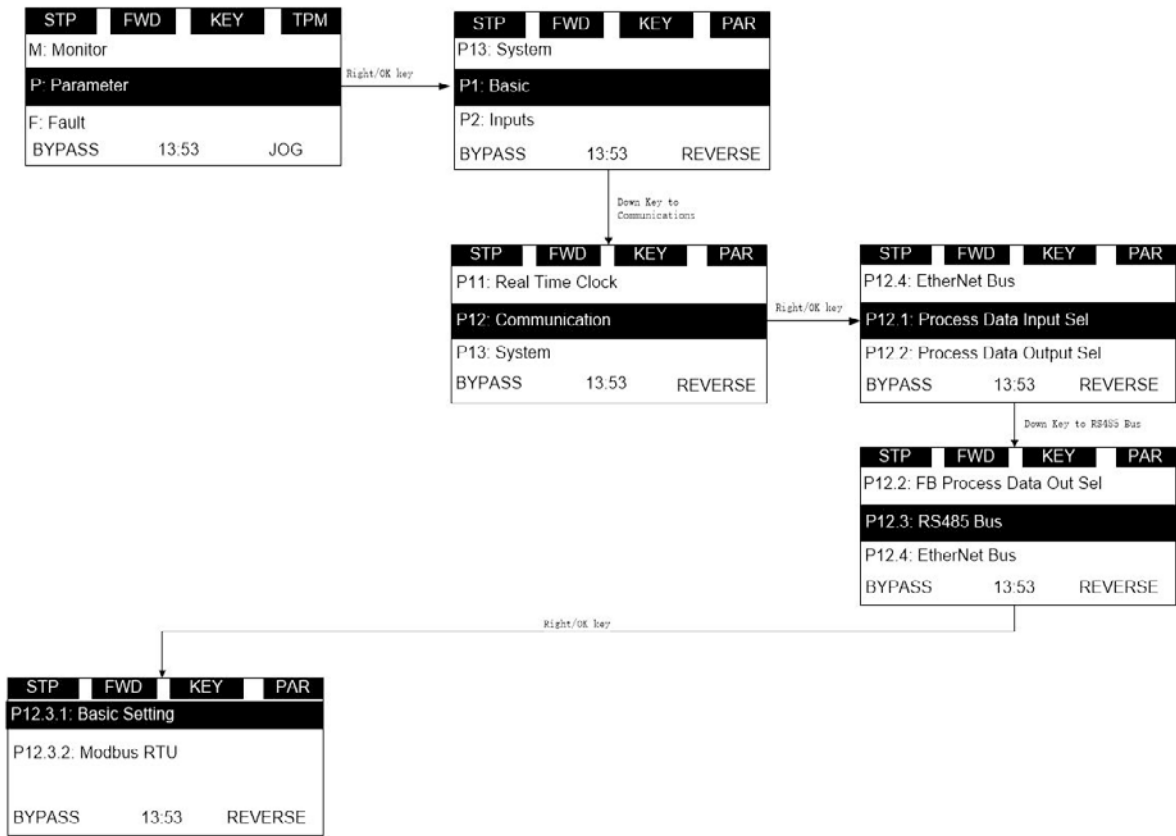 STP FWD KEY TPM
M: Monitor
P: Parameter
F: Fault
BYPASS 13:53 JOG
Right/OK key
STP FWD KEY PAR
P13: System
P1: Basic
P2: Inputs
BYPASS 13:53 REVERSE
Down Key to
Communications
STP FWD KEY PAR
P11: Real Time Clock
P12: Communication
P13: System
BYPASS 13:53 REVERSE
Right/OK key
STP FWD KEY PAR
P12.4: EtherNet Bus
P12.1: Process Data Input Sel
P12.2: Process Data Output Sel
BYPASS 13:53 REVERSE
Down Key to RS485 Bus
STP FWD KEY PAR
P12.2: FB Process Data Out Sel
P12.3: RS485 Bus
P12.4: EtherNet Bus
BYPASS 13:53 REVERSE
Right/OK key
STP FWD KEY PAR
P12.3.1: Basic Setting
P12.3.2: Modbus RTU
BYPASS 13:53 REVERSE